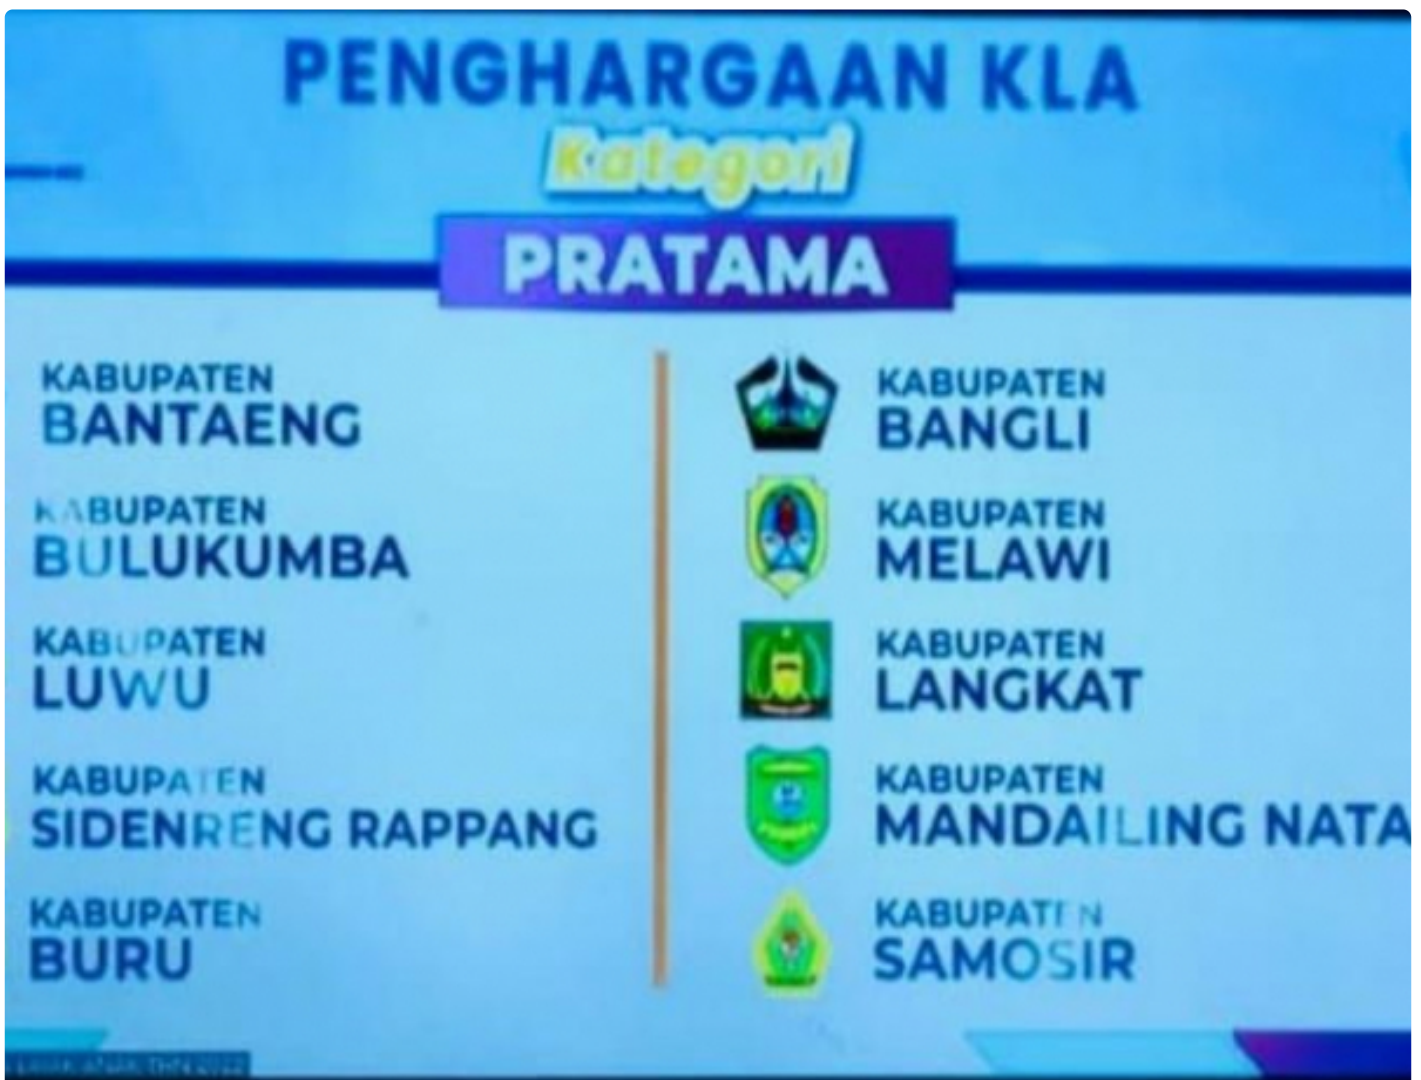 PENGHARGAAN KLA
Kategori
PRATAMA
KABUPATEN
BANTAENG
KABUPATEN
BULUKUMBA
KABUPATEN
LUWU
KABUPATEN
SIDENRENG RAPPANG
KABUPATEN
BURU
KABUPATEN
BANGLI
KABUPATEN
MELAWI
KABUPATEN
LANGKAT
KABUPATEN
MANDAILING NATA
KABUPATEN
SAMOSIR